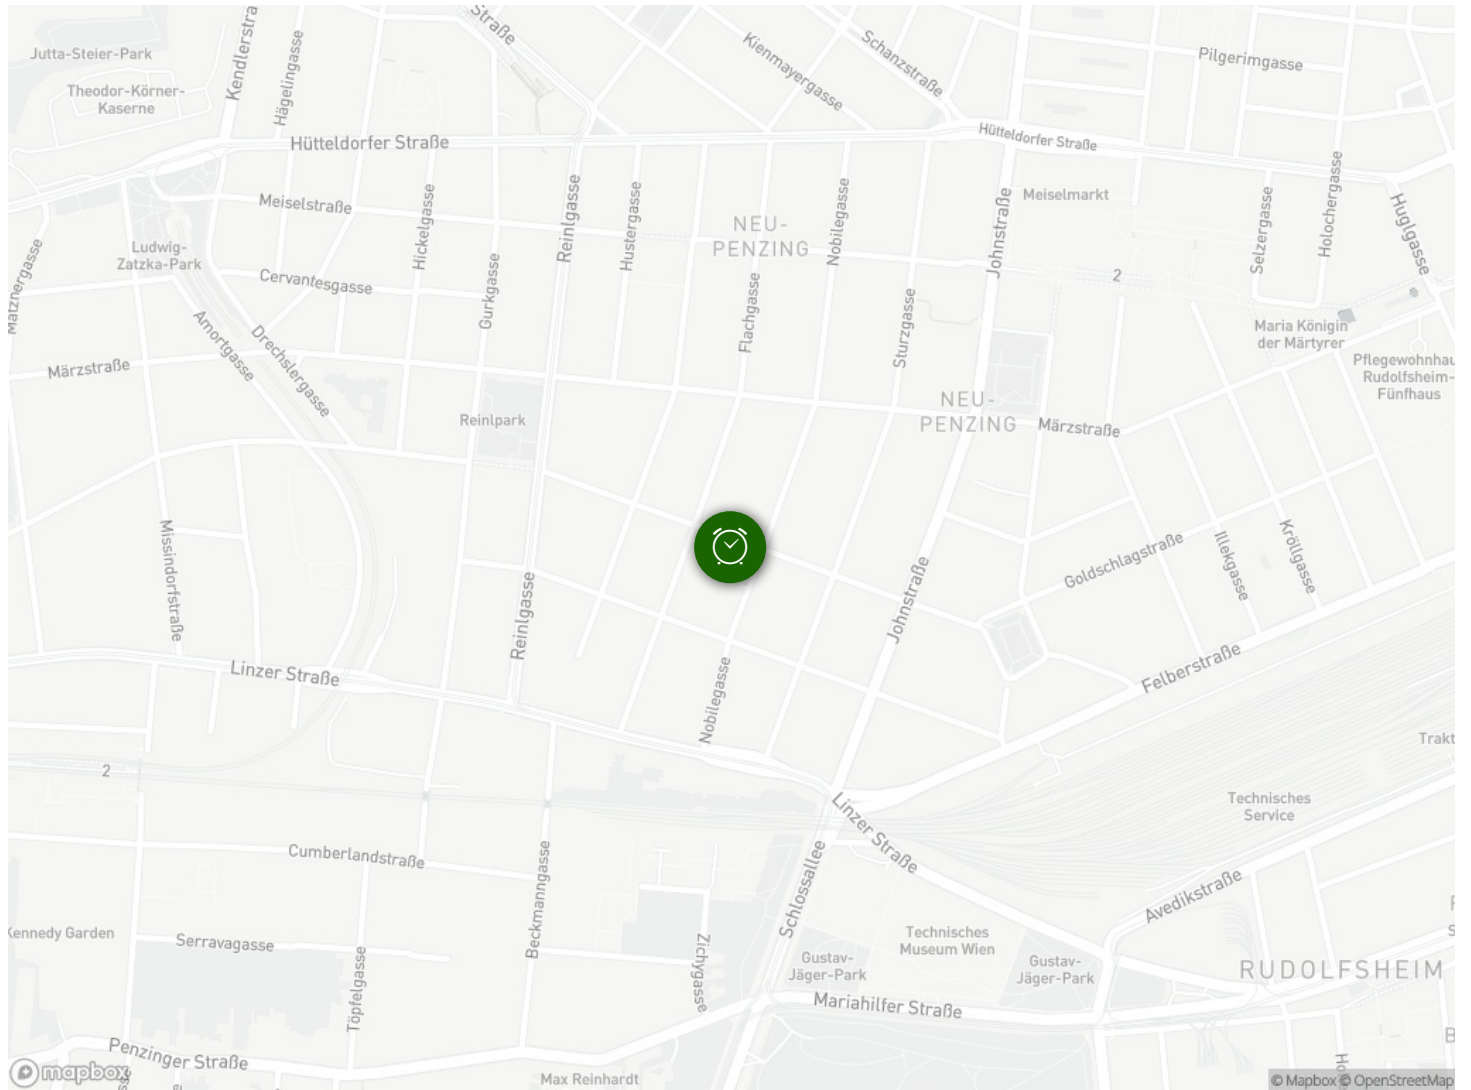 Straße
Jutta-Steier-Park
Kendlerstra
Hägelingasse
Kienmayergasse
Schanzstraße
Pilgerimgasse
Theodor-Körner-
Kaserne
Hütteldorfer Straße
Hütteldorfer Straße
Meiselstraße
Hickelgasse
Reinlgasse
Hustergasse
NEU-
PENZING
Nobilegasse
Johnstraße
Meiselmarkt
Selzergasse
Holochergasse
Huglgasse
Matznergasse
Ludwig-
Zatzka-Park
Cervantesgasse
Gurkgasse
Flachgasse
Sturzgasse
2
Maria Königin
der Märtyrer
Amortgasse
Drechslergasse
Märzstraße
Pflegewohnhau
Rudolfsheim-
Fünfhaus
Reinlpark
NEU-
PENZING
Märzstraße
Missindorfstraße
Reinlgasse
Johnstraße
Goldschlagstraße
Illekgasse
Kröllgasse
Linzer Straße
Nobilegasse
Felberstraße
Trakt
2
Technisches
Service
Linzer Straße
Cumberlandstraße
Beckmanngasse
Schlossallee
Avedikstraße
Kennedy Garden
Serravagasse
Töpfelgasse
Zichygasse
Technisches
Museum Wien
Gustav-
Jäger-Park
Gustav-
Jäger-Park
RUDOLFSHEIM
Mariahilfer Straße
Penzinger Straße
Max Reinhardt
mapbox
© Mapbox © OpenStreetMap